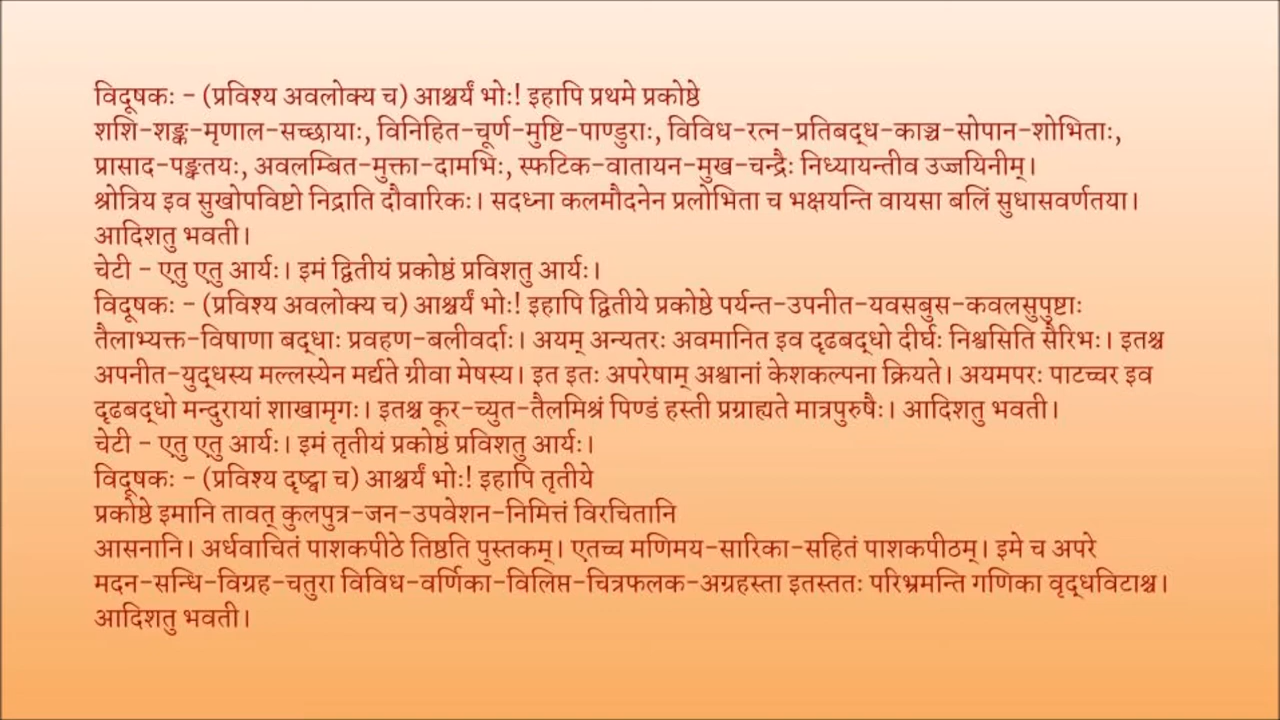 विदूषकः - (प्रविश्य अवलोक्य च) आश्चर्यं भोः! इहापि प्रथमे प्रकोष्ठे
शशि-शङ्ख-मृणाल-सच्छायाः, विनिहित-चूर्ण-मुष्टि-पाण्डुराः, विविध-रत्न-प्रतिबद्ध-काञ्च-सोपान-शोभिताः,
प्रासाद-पङ्क्तयः, अवलम्बित-मुक्ता-दामभिः, स्फटिक-वातायन-मुख-चन्द्रैः निध्यायन्तीव उज्जयिनीम्।
श्रोत्रिय इव सुखोपविष्टो निद्राति दौवारिकः। सदध्ना कलमौदनेन प्रलोभिता च भक्षयन्ति वायसा बलिं सुधासवर्णतया।
आदिशतु भवती।
चेटी - एतु एतु आर्यः। इमं द्वितीयं प्रकोष्ठं प्रविशतु आर्यः।
विदूषकः - (प्रविश्य अवलोक्य च) आश्चर्यं भोः! इहापि द्वितीये प्रकोष्ठे पर्यन्त-उपनीत-यवसबुस-कवलसुपुष्टाः
तैलाभ्यक्त-विषाणा बद्धाः प्रवहण-बलीवर्दाः। अयम् अन्यतरः अवमानित इव दृढबद्धो दीर्घः निश्वसिति सैरिभः। इतश्च
अपनीत-युद्धस्य मल्लस्येन मर्द्यते ग्रीवा मेषस्य। इत इतः अपरेषाम् अश्वानां केशकल्पना क्रियते। अयमपरः पाटच्चर इव
दृढबद्धो मन्दुरायां शाखामृगः। इतश्च कूर-च्युत-तैलमिश्रं पिण्डं हस्ती प्रग्राह्यते मात्रपुरुषैः। आदिशतु भवती।
चेटी - एतु एतु आर्यः। इमं तृतीयं प्रकोष्ठं प्रविशतु आर्यः।
विदूषकः - (प्रविश्य दृष्ट्वा च) आश्चर्यं भोः! इहापि तृतीये
प्रकोष्ठे इमानि तावत् कुलपुत्र-जन-उपवेशन-निमित्तं विरचितानि
आसनानि। अर्धवाचितं पाशकपीठे तिष्ठति पुस्तकम्। एतच्च मणिमय-सारिका-सहितं पाशकपीठम्। इमे च अपरे
मदन-सन्धि-विग्रह-चतुरा विविध-वर्णिका-विलिप्त-चित्रफलक-अग्रहस्ता इतस्ततः परिभ्रमन्ति गणिका वृद्धविटाश्च।
आदिशतु भवती।